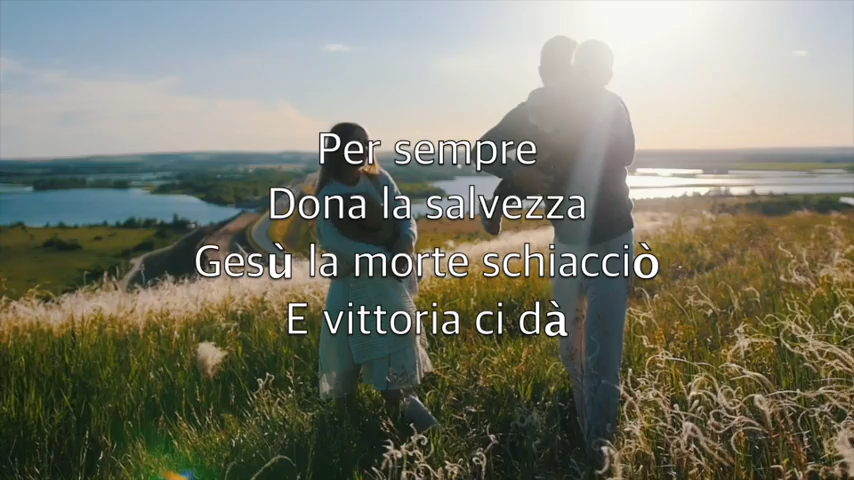 Per sempre
Dona la salvezza
Gesù la morte schiacciò
E vittoria ci dà